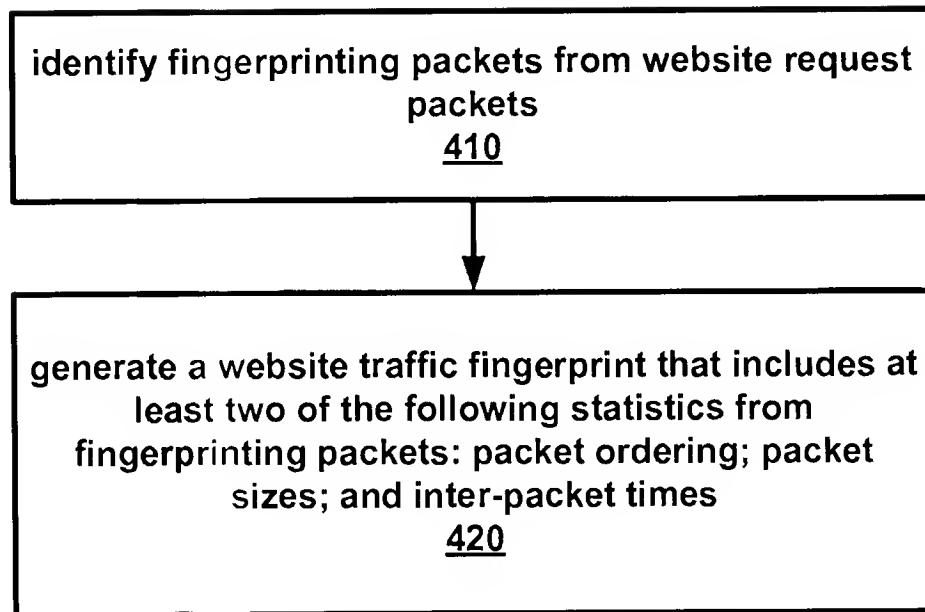 identify fingerprinting packets from website request
packets
410
generate a website traffic fingerprint that includes at
least two of the following statistics from
fingerprinting packets: packet ordering; packet
sizes; and inter-packet times
420